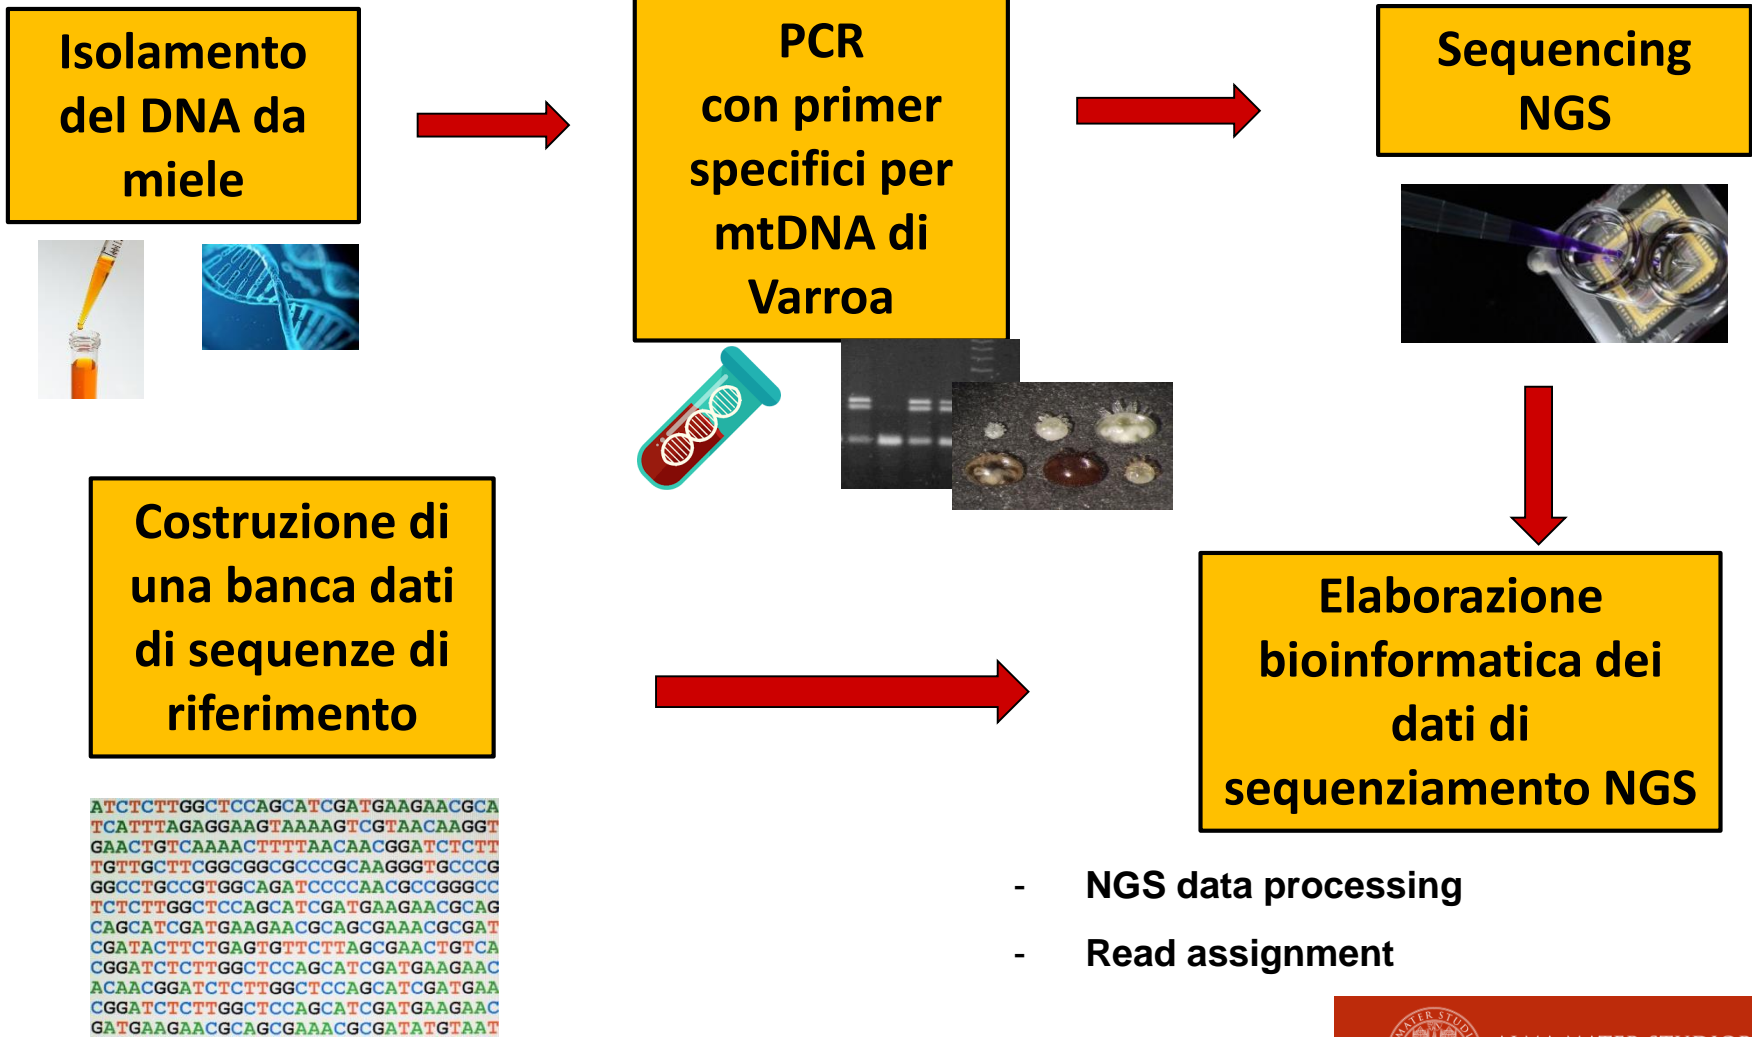 Isolamento
del DNA da
miele
PCR
con primer
specifici per
mtDNA di
Varroa
Sequencing
NGS
Costruzione di
una banca dati
di sequenze di
riferimento
Elaborazione
bioinformatica dei
dati di
sequenziamento NGS
ATCTCTTGGCTCCAGCATCGATGAAGAACGCA
TCATTTAGAGGAAGTAAAAGTCGTAACAAGGT
GAACTGTCAAAACTTTTAACAACGGATCTCTT
TGTTGCTTCGGCGGCGCCCGCAAGGGTGCCCG
GGCCTGCCGTGGCAGATCCCCAACGCCGGGCC
TCTCTTGGCTCCAGCATCGATGAAGAACGCAG
CAGCATCGATGAAGAACGCAGCGAAACGCGAT
CGATACTTCTGAGTGTTCTTAGCGAACTGTCA
CGGATCTCTTGGCTCCAGCATCGATGAAGAAC
ACAACGGATCTCTTGGCTCCAGCATCGATGAA
CGGATCTCTTGGCTCCAGCATCGATGAAGAAC
GATGAAGAACGCAGCGAAACGCGATATGTAAT
- NGS data processing
- Read assignment